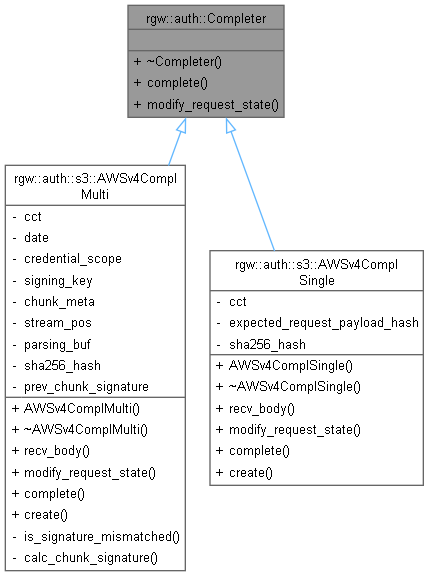 rgw::auth::Completer
+ ~Completer()
+ complete()
+ modify_request_state()
rgw::auth::s3::AWSv4Compl
Multi
- cct
- date
- credential_scope
- signing_key
- chunk_meta
- stream_pos
- parsing_buf
- sha256_hash
- prev_chunk_signature
+ AWSv4ComplMulti()
+ ~AWSv4ComplMulti()
+ recv_body()
+ modify_request_state()
+ complete()
+ create()
- is_signature_mismatched()
- calc_chunk_signature()
rgw::auth::s3::AWSv4Compl
Single
- cct
- expected_request_payload_hash
- sha256_hash
+ AWSv4ComplSingle()
+ ~AWSv4ComplSingle()
+ recv_body()
+ modify_request_state()
+ complete()
+ create()